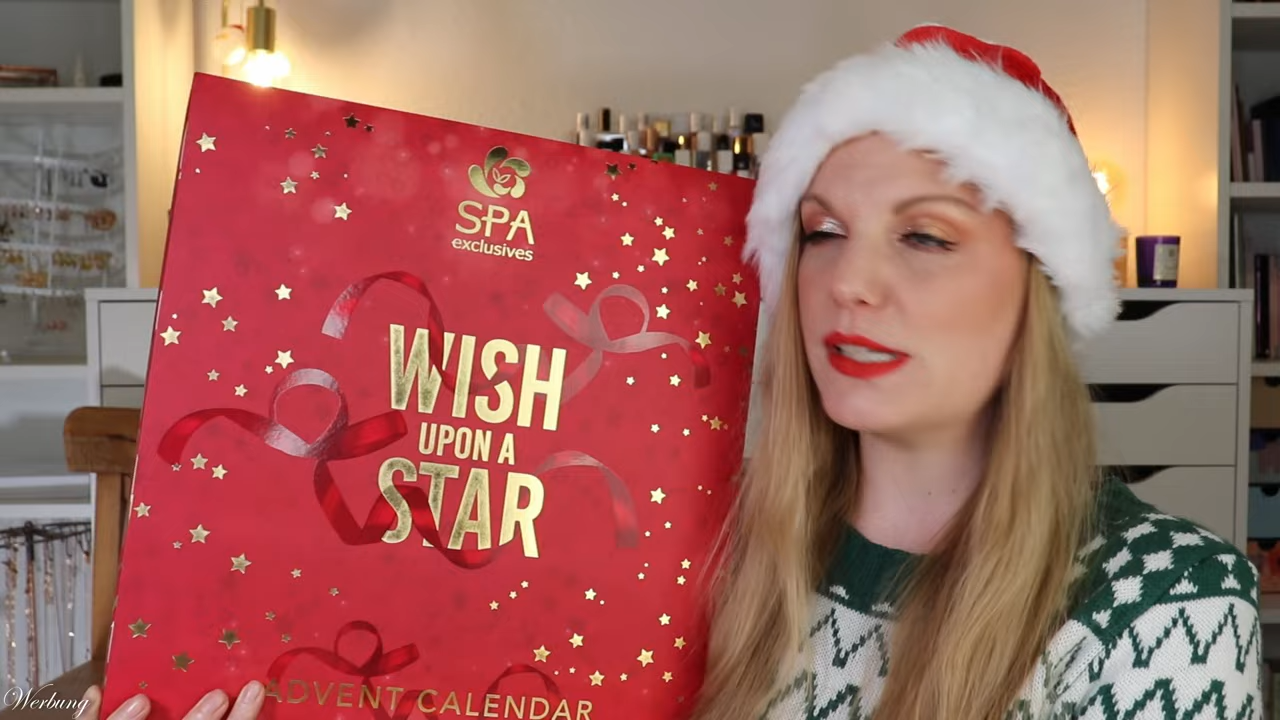 SPA
exclusives
WISH
UPON A
STAR
ADVENT CALENDAR
Werbung